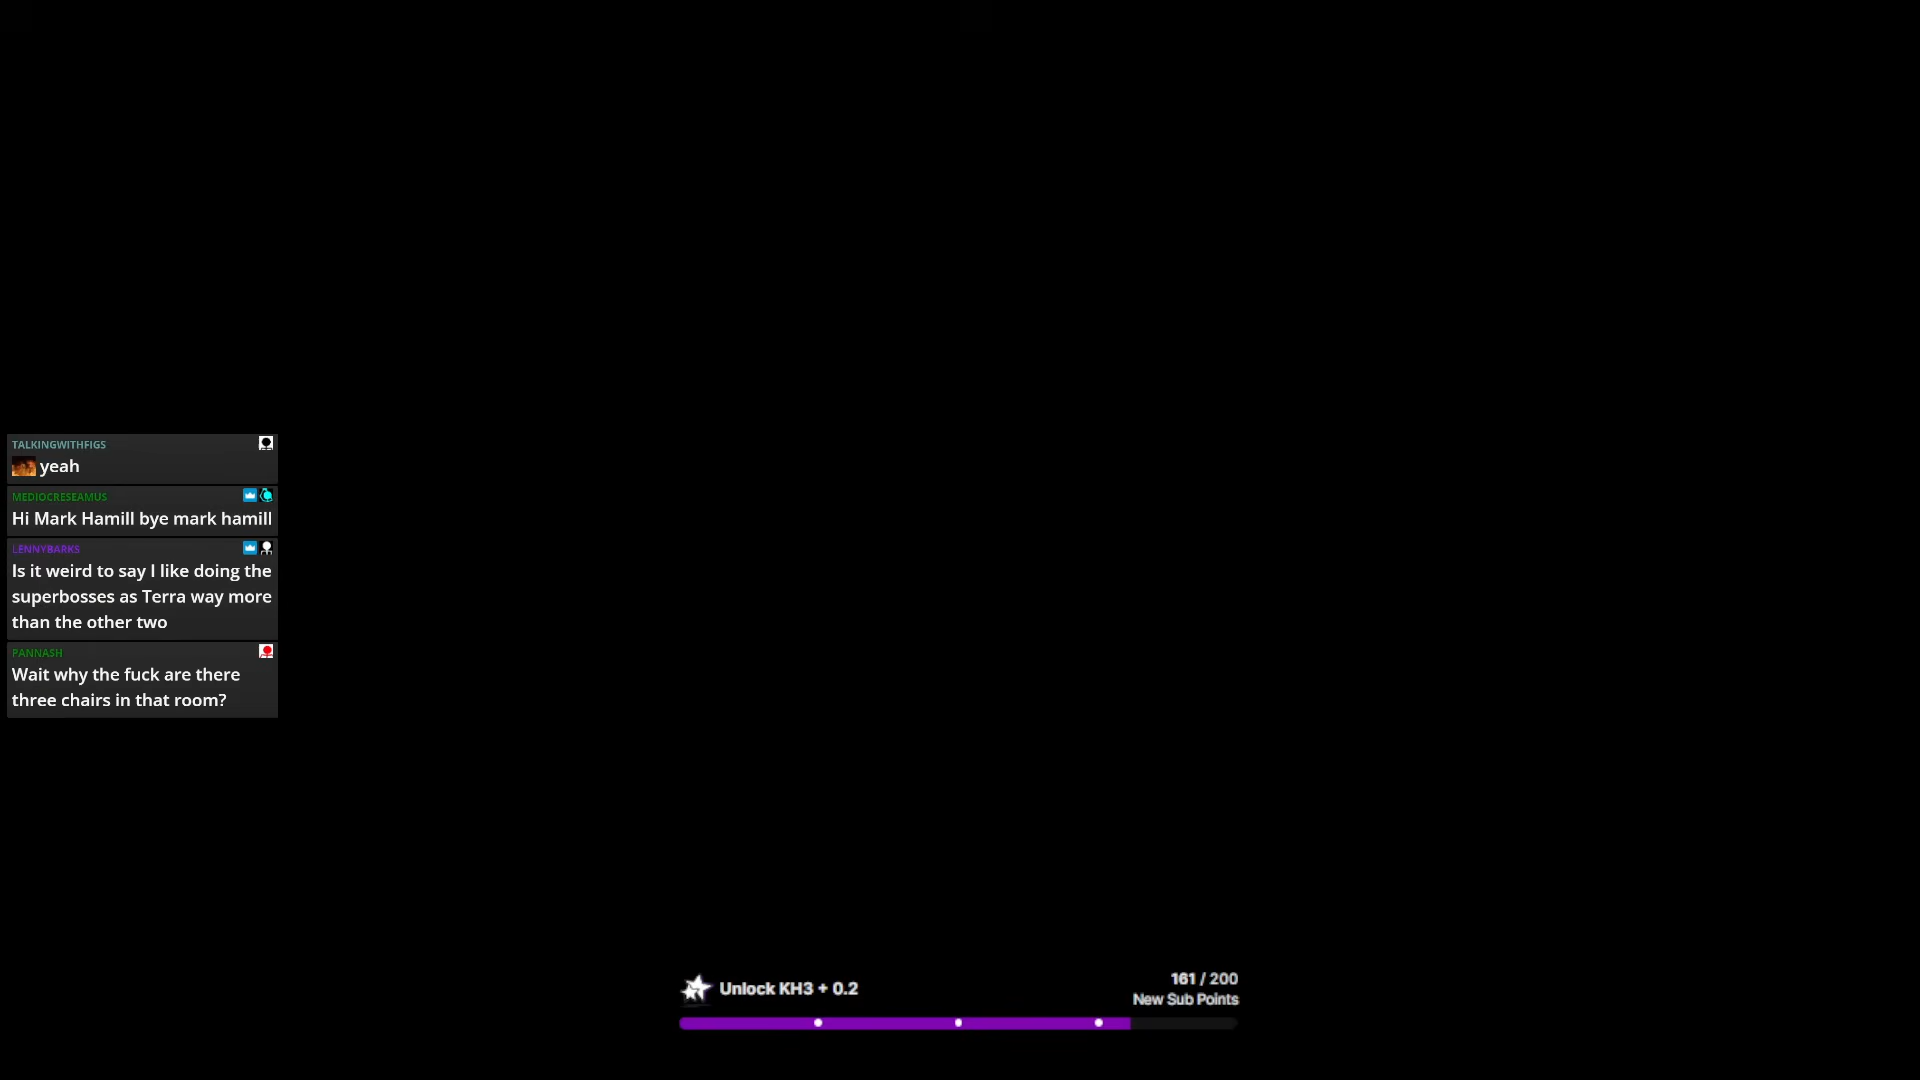 TALKINGWITHFIGS
yeah
MEDIOCRESEAMUS
Hi Mark Hamill bye mark hamill
LENNYBARKS
Is it weird to say I like doing the
superbosses as Terra way more
than the other two
PANNASH
Wait why the fuck are there
three chairs in that room?
Unlock KH3 + 0.2
161 / 200
New Sub Points